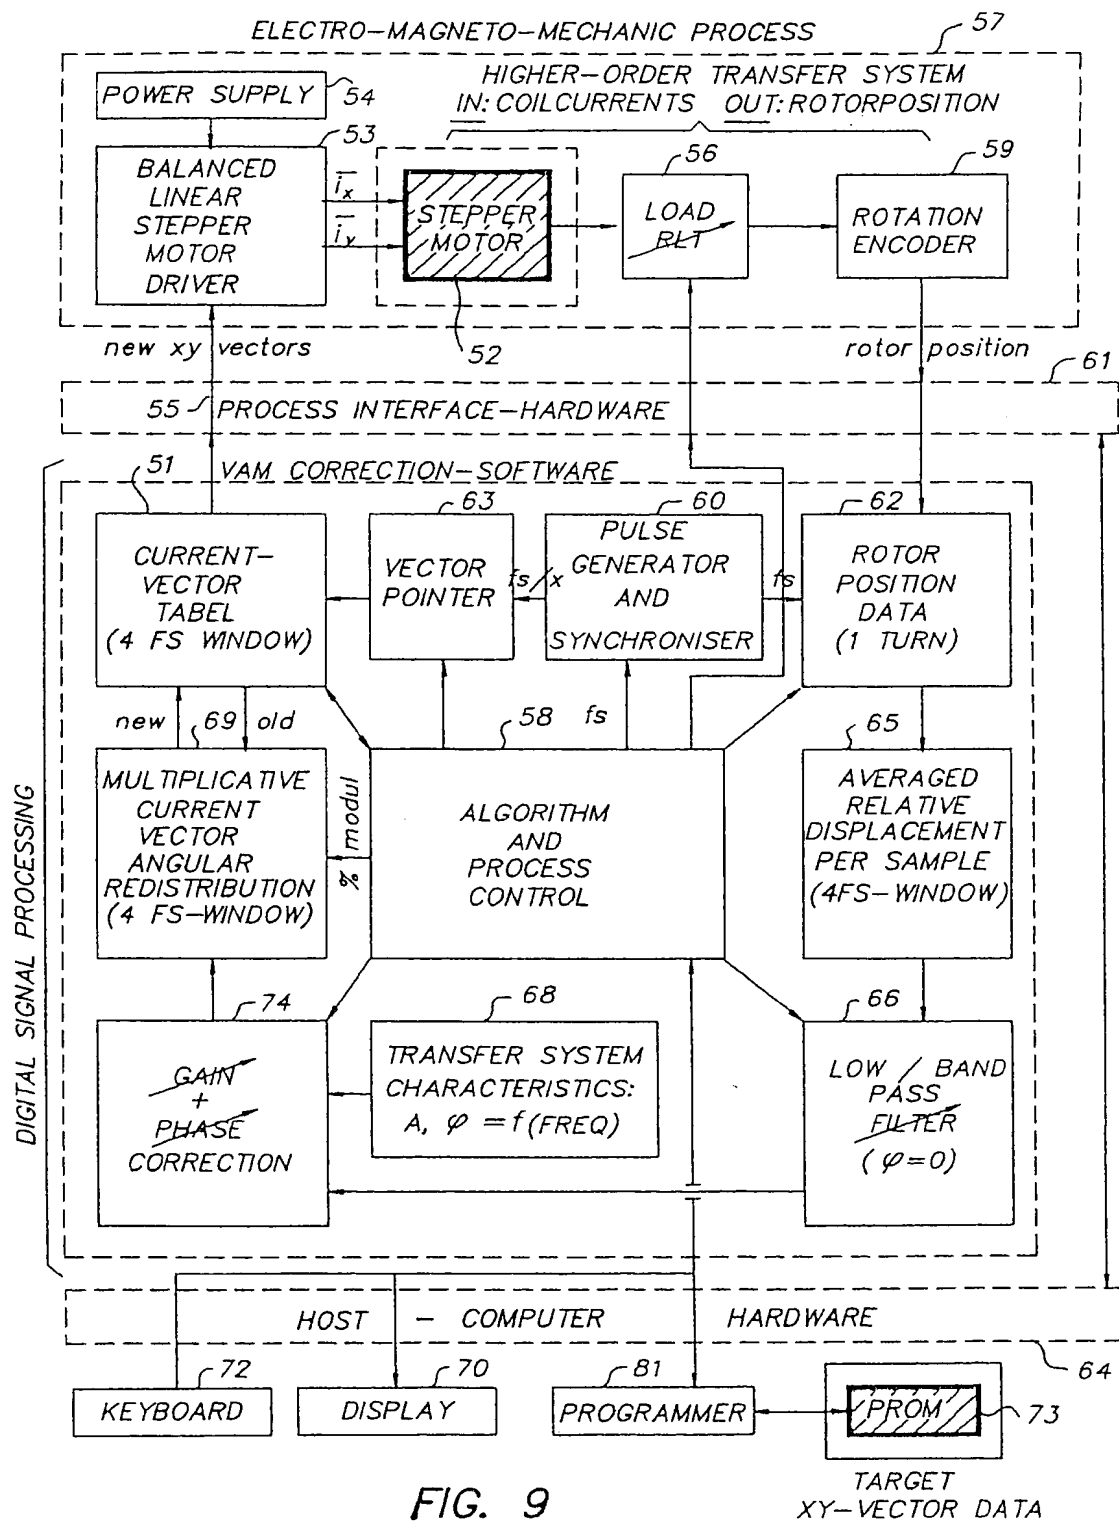 ELECTRO-MAGNETO-MECHANIC PROCESS
57
HIGHER-ORDER TRANSFER SYSTEM
IN: COILCURRENTS OUT: ROTORPOSITION
POWER SUPPLY
54
53
BALANCED
LINEAR
STEPPER
MOTOR
DRIVER
ix
iy
STEPPER
MOTOR
52
56
LOAD
RLT
59
ROTATION
ENCODER
new xy vectors
rotor position
61
55 PROCESS INTERFACE-HARDWARE
DIGITAL SIGNAL PROCESSING
VAM CORRECTION-SOFTWARE
51
CURRENT-
VECTOR
TABEL
(4 FS WINDOW)
63
VECTOR
POINTER
fs/x
60
PULSE
GENERATOR
AND
SYNCHRONISER
fs
62
ROTOR
POSITION
DATA
(1 TURN)
new
69
old
58
fs
65
MULTIPLICATIVE
CURRENT
VECTOR
ANGULAR
REDISTRIBUTION
(4 FS-WINDOW)
% modul
ALGORITHM
AND
PROCESS
CONTROL
AVERAGED
RELATIVE
DISPLACEMENT
PER SAMPLE
(4FS-WINDOW)
74
GAIN
+
PHASE
CORRECTION
68
TRANSFER SYSTEM
CHARACTERISTICS:
A, φ = f(FREQ)
66
LOW / BAND
PASS
FILTER
(φ=0)
HOST - COMPUTER HARDWARE
64
72
KEYBOARD
70
DISPLAY
81
PROGRAMMER
PROM
73
TARGET
XY-VECTOR DATA
FIG. 9